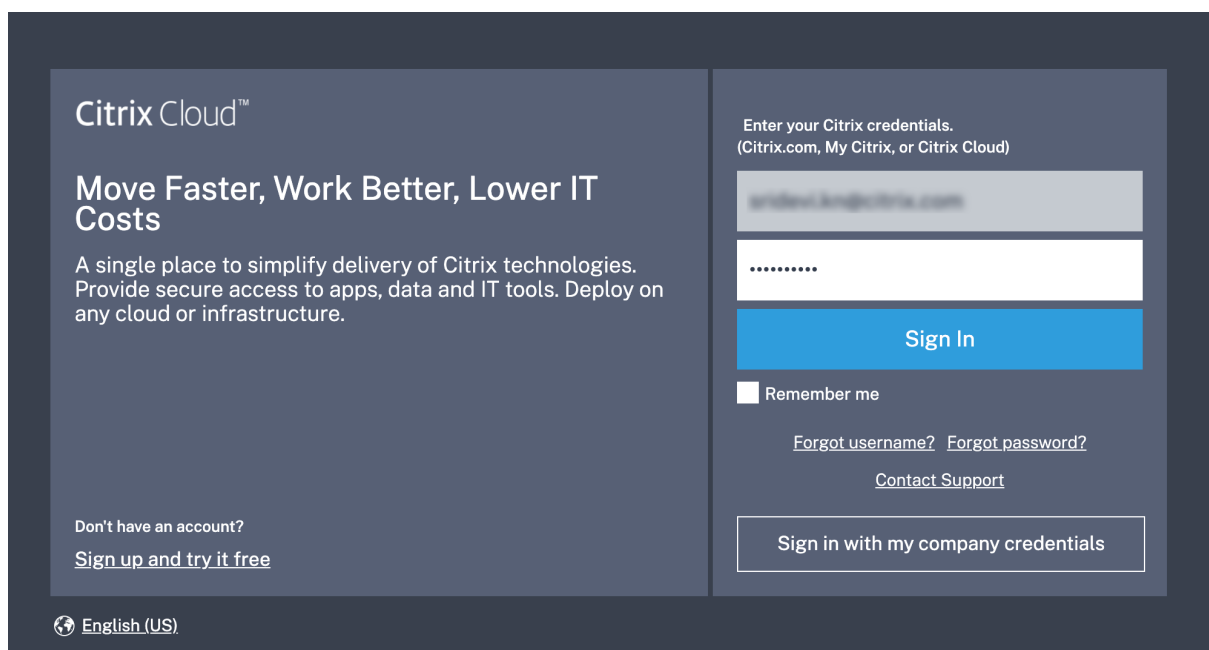 Citrix Cloud™
Move Faster, Work Better, Lower IT
Costs
A single place to simplify delivery of Citrix technologies.
Provide secure access to apps, data and IT tools. Deploy on
any cloud or infrastructure.
Don't have an account?
Sign up and try it free
Enter your Citrix credentials.
(Citrix.com, My Citrix, or Citrix Cloud)
••••••••••
Sign In
Remember me
Forgot username? Forgot password?
Contact Support
Sign in with my company credentials
English (US)